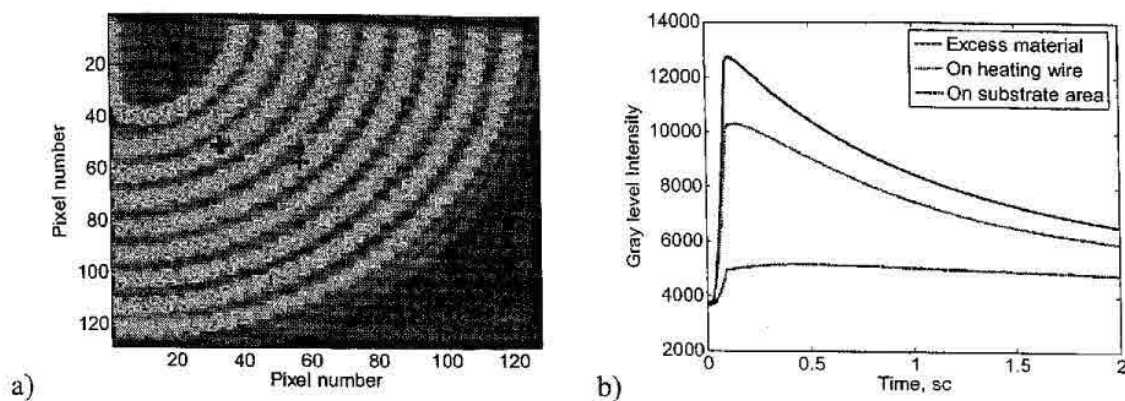 20
40
60
80
100
120
Pixel number
20 40 60 80 100 120
Pixel number
a)
14000
12000
10000
8000
6000
4000
2000
Gray level Intensity
Excess material
On heating wire
On substrate area
0 0.5 1 1.5 2
Time, sc
b)